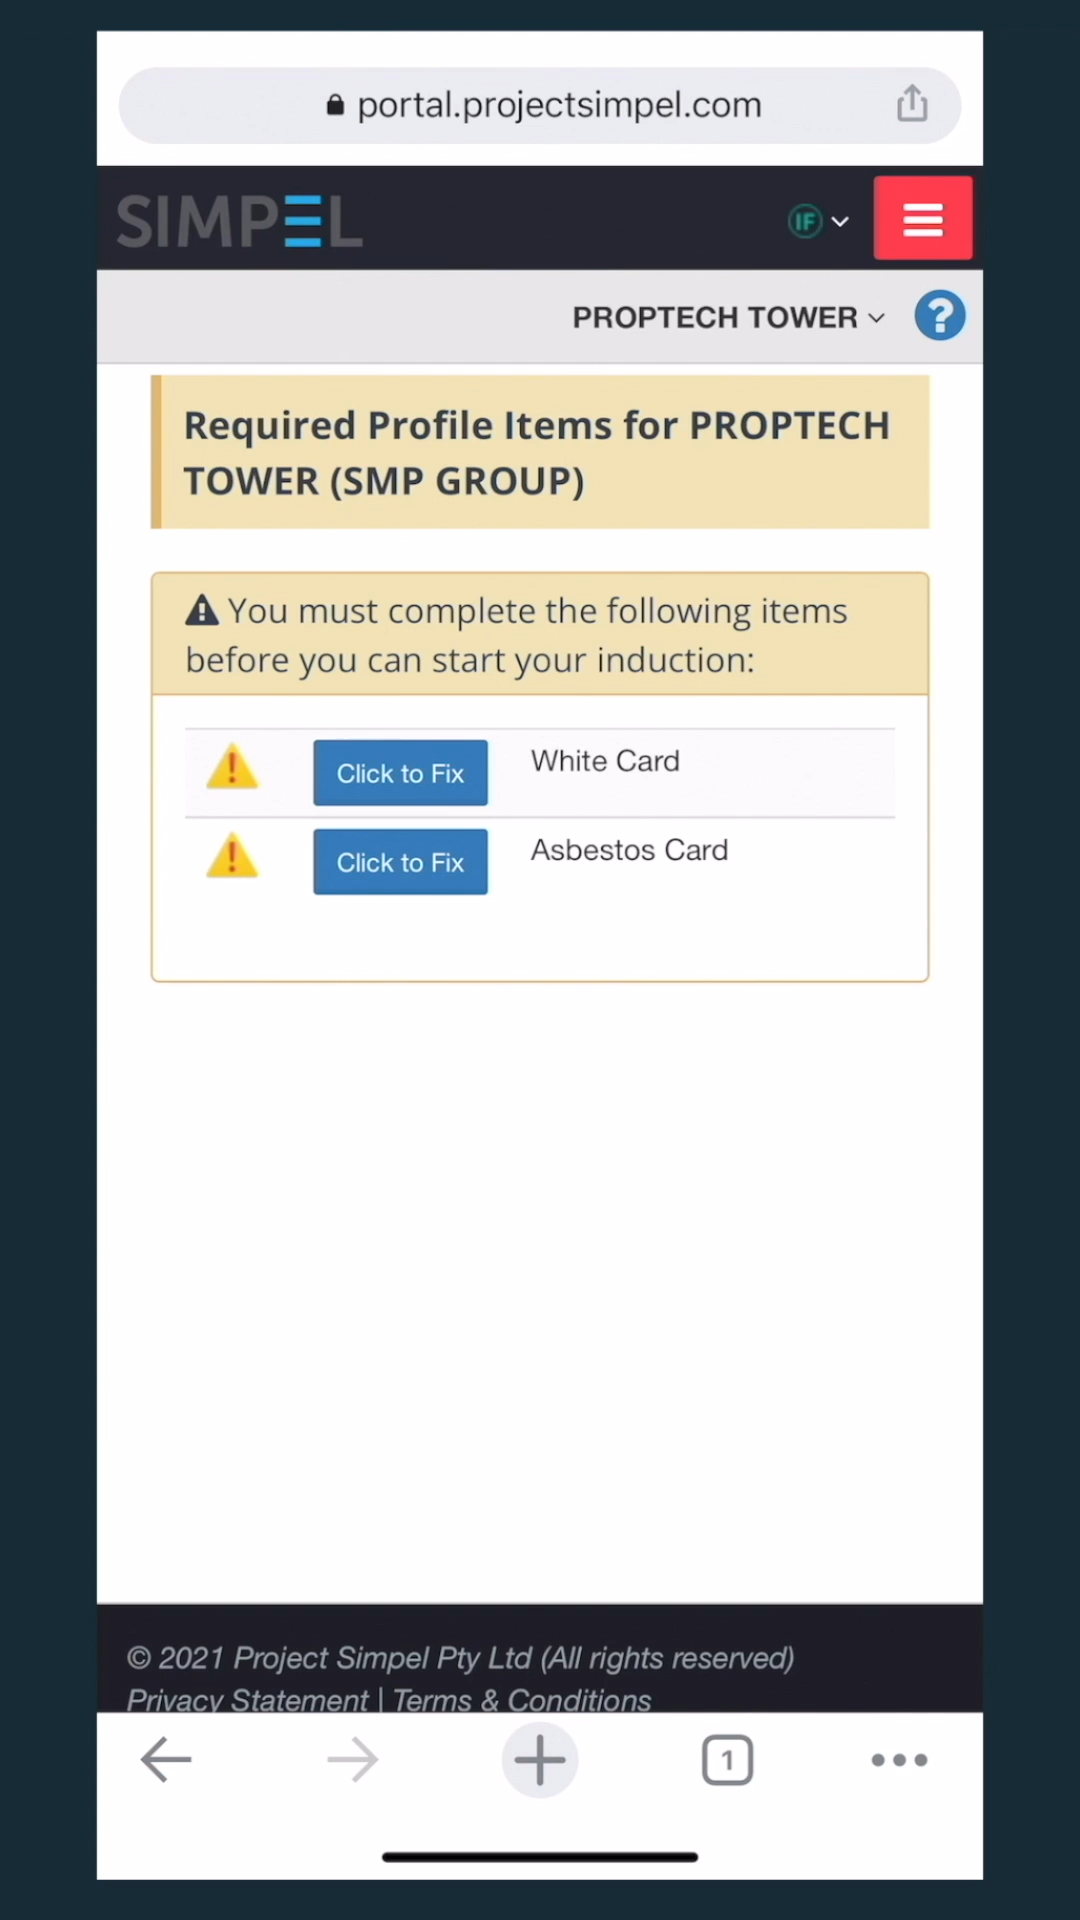 portal.projectsimpel.com
SIMPEL
IF
PROPTECH TOWER
?
Required Profile Items for PROPTECH
TOWER (SMP GROUP)
You must complete the following items
before you can start your induction:
Click to Fix White Card
Click to Fix Asbestos Card
© 2021 Project Simpel Pty Ltd (All rights reserved)
Privacy Statement | Terms & Conditions
1